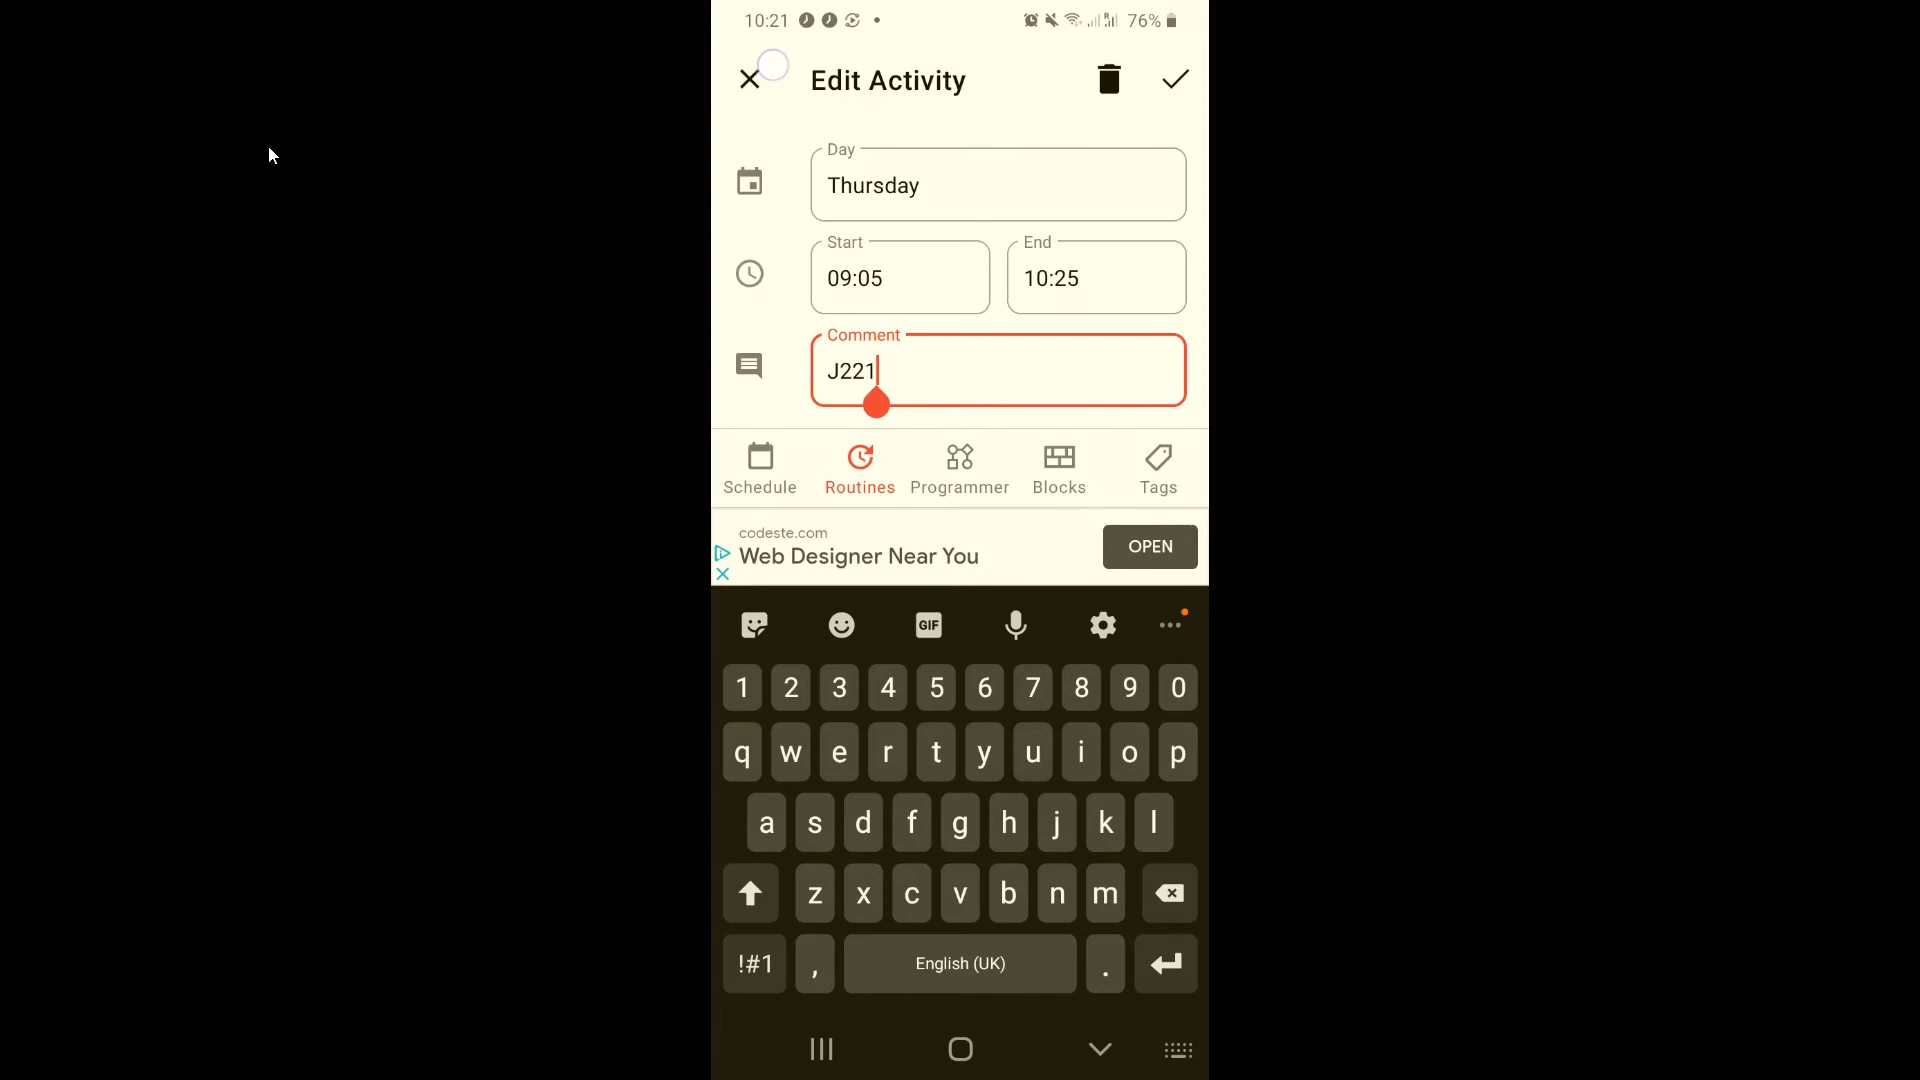 10:21 76%
Edit Activity
Day
Thursday
Start End
09:05 10:25
Comment
J221
Schedule Routines Programmer Blocks Tags
codeste.com
Web Designer Near You
OPEN
GIF
1 2 3 4 5 6 7 8 9 0
q w e r t y u i o p
a s d f g h j k l
z x c v b n m
!#1 , English (UK) .